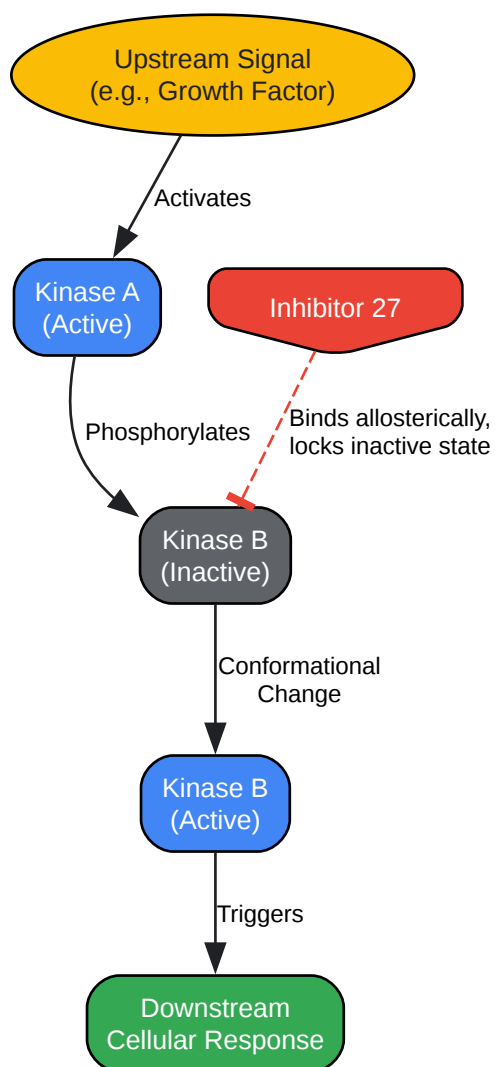 Upstream Signal
(e.g., Growth Factor)
Activates
Kinase A
(Active)
Inhibitor 27
Phosphorylates
Binds allosterically,
locks inactive state
Kinase B
(Inactive)
Conformational
Change
Kinase B
(Active)
Triggers
Downstream
Cellular Response